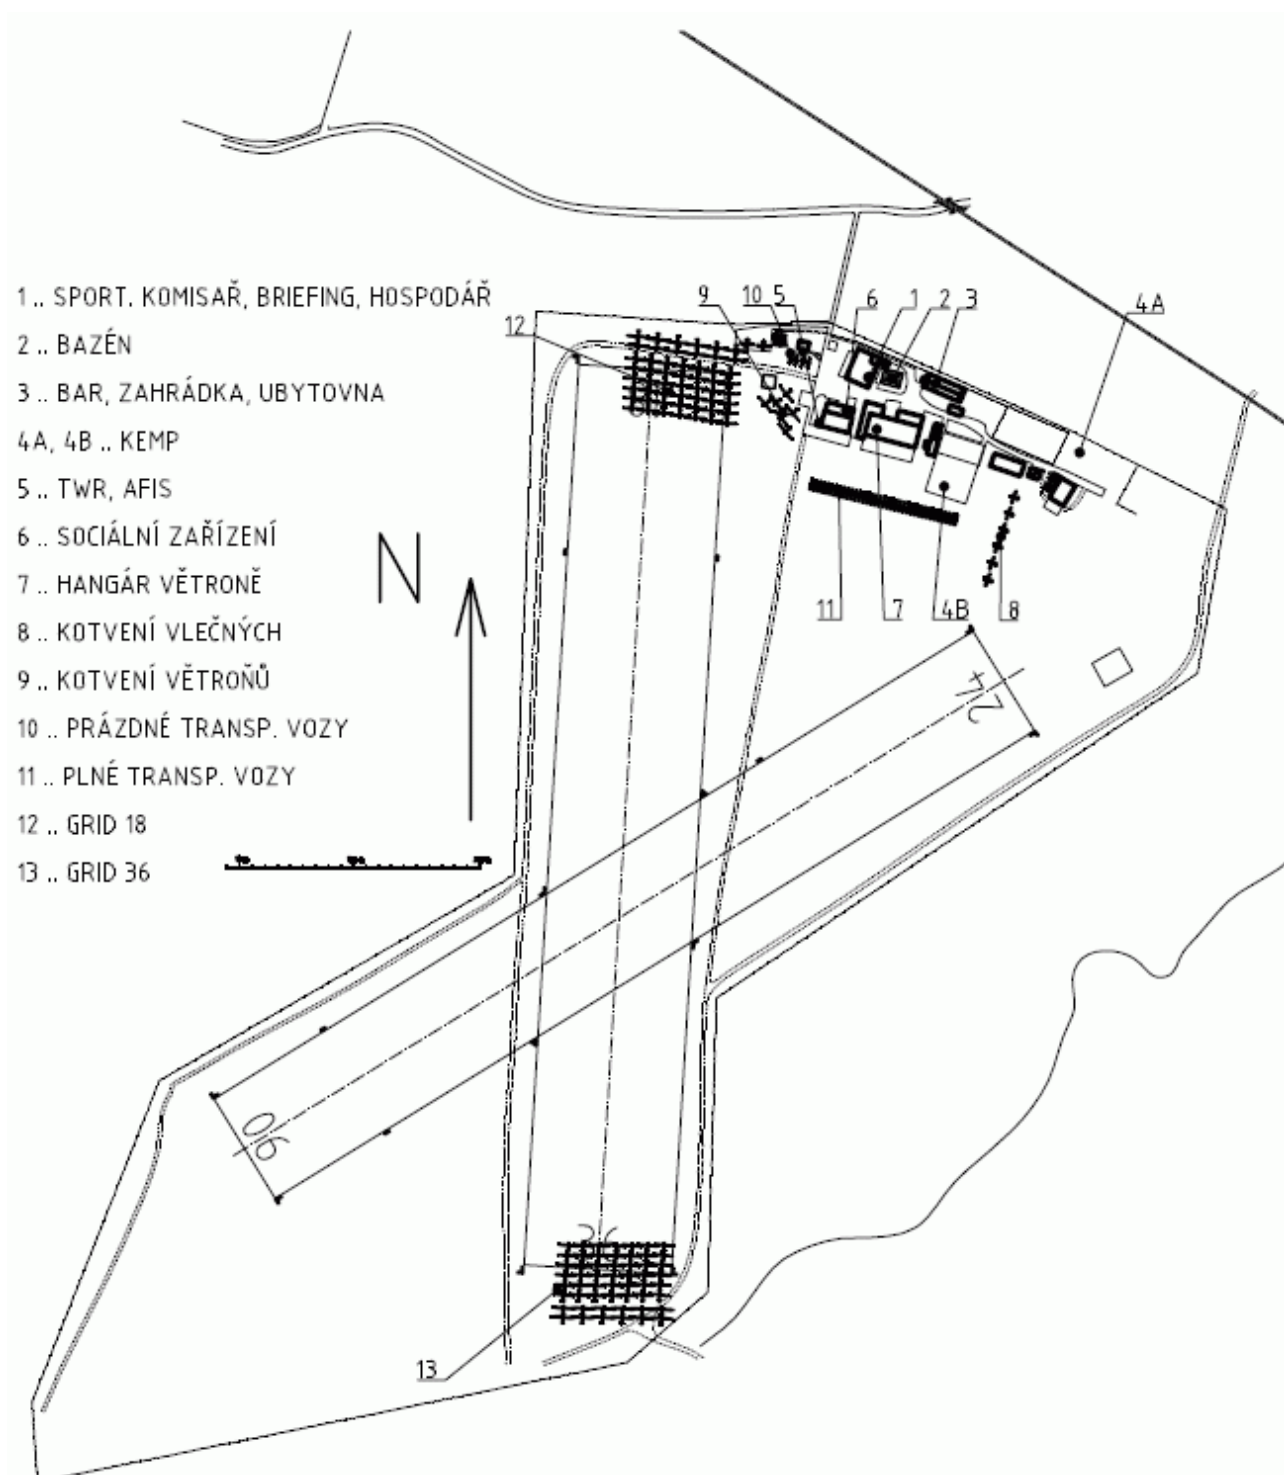 1 .. SPORT. KOMISAŘ, BRIEFING, HOSPODÁŘ
2 .. BAZÉN
3 .. BAR, ZAHRÁDKA, UBYTOVNA
4A, 4B .. KEMP
5 .. TWR, AFIS
6 .. SOCIÁLNÍ ZAŘÍZENÍ
7 .. HANGÁR VĚTRONĚ
8 .. KOTVENÍ VLEČNÝCH
9 .. KOTVENÍ VĚTROŇŮ
10 .. PRÁZDNÉ TRANSP. VOZY
11 .. PLNÉ TRANSP. VOZY
12 .. GRID 18
13 .. GRID 36
N
9
10
5
6
1
2
3
4A
12
11
7
4B
8
24
06
13